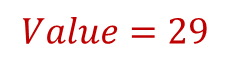 Value = 29